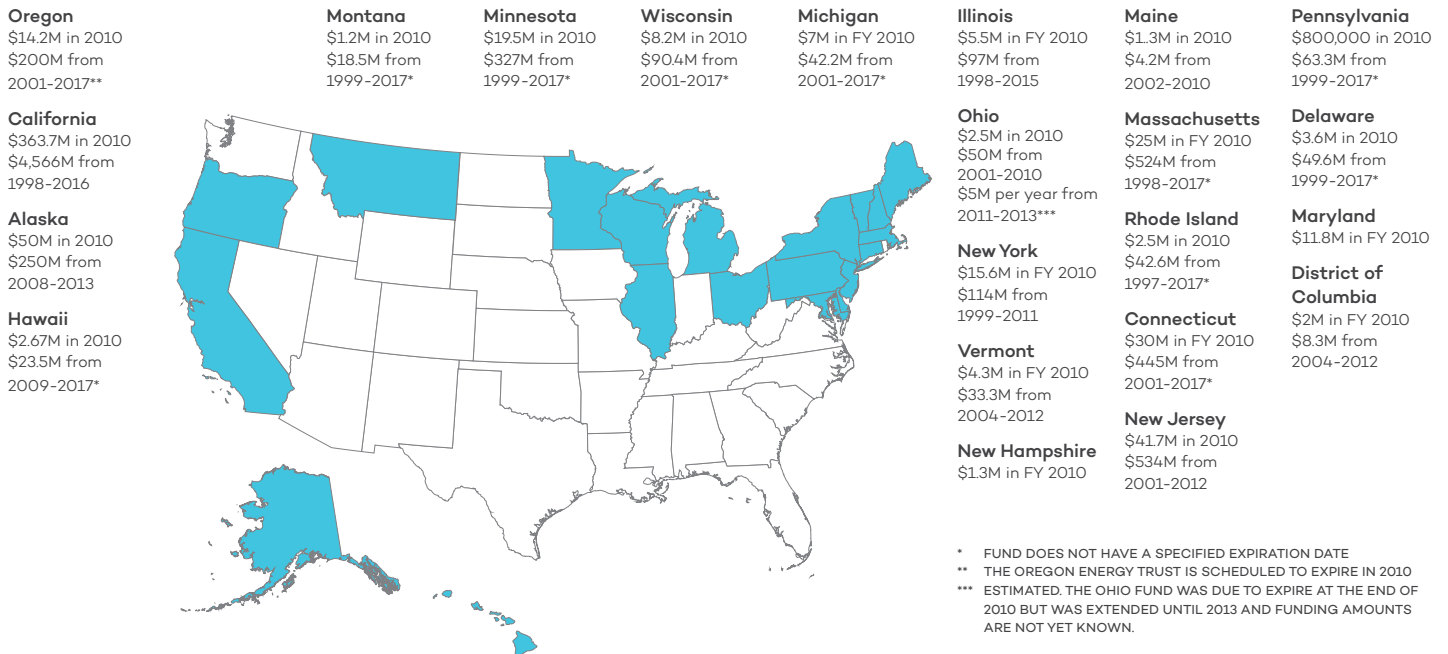 Oregon
$14.2M in 2010
$200M from
2001-2017**
California
$363.7M in 2010
$4,566M from
1998-2016
Alaska
$50M in 2010
$250M from
2008-2013
Hawaii
$2.67M in 2010
$23.5M from
2009-2017*
Montana
$1.2M in 2010
$18.5M from
1999-2017*
Minnesota
$19.5M in 2010
$327M from
1999-2017*
Wisconsin
$8.2M in 2010
$90.4M from
2001-2017*
Michigan
$7M in FY 2010
$42.2M from
2001-2017*
Illinois
$5.5M in FY 2010
$97M from
1998-2015
Ohio
$2.5M in 2010
$50M from
2001-2010
$5M per year from
2011-2013***
New York
$15.6M in FY 2010
$114M from
1999-2011
Vermont
$4.3M in FY 2010
$33.3M from
2004-2012
New Hampshire
$1.3M in FY 2010
Maine
$1.3M in 2010
$4.2M from
2002-2010
Massachusetts
$25M in FY 2010
$524M from
1998-2017*
Rhode Island
$2.5M in 2010
$42.6M from
1997-2017*
Connecticut
$30M in FY 2010
$445M from
2001-2017*
New Jersey
$41.7M in 2010
$534M from
2001-2012
Pennsylvania
$800,000 in 2010
$63.3M from
1999-2017*
Delaware
$3.6M in 2010
$49.6M from
1999-2017*
Maryland
$11.8M in FY 2010
District of
Columbia
$2M in FY 2010
$8.3M from
2004-2012
* FUND DOES NOT HAVE A SPECIFIED EXPIRATION DATE
** THE OREGON ENERGY TRUST IS SCHEDULED TO EXPIRE IN 2010
*** ESTIMATED. THE OHIO FUND WAS DUE TO EXPIRE AT THE END OF
2010 BUT WAS EXTENDED UNTIL 2013 AND FUNDING AMOUNTS
ARE NOT YET KNOWN.